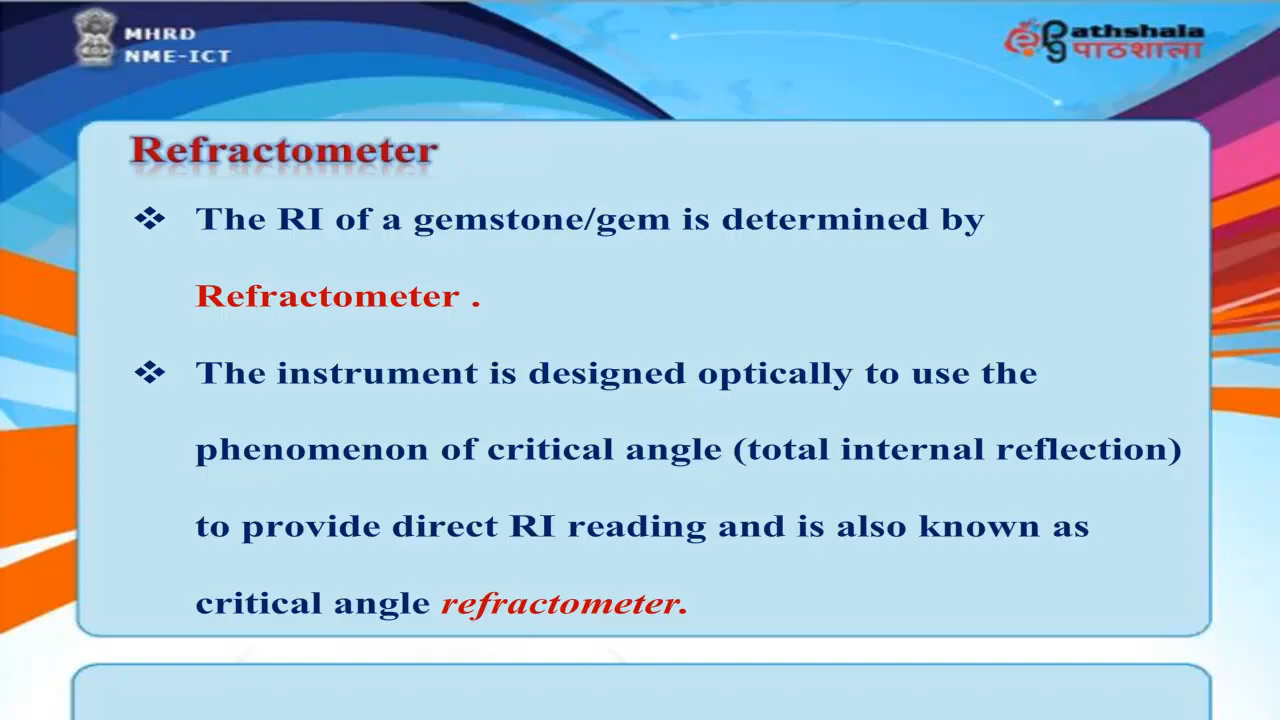 MHRD
NME-ICT
epg athshala
पाठशाला
Refractometer
❖ The RI of a gemstone/gem is determined by
Refractometer .
❖ The instrument is designed optically to use the
phenomenon of critical angle (total internal reflection)
to provide direct RI reading and is also known as
critical angle refractometer.